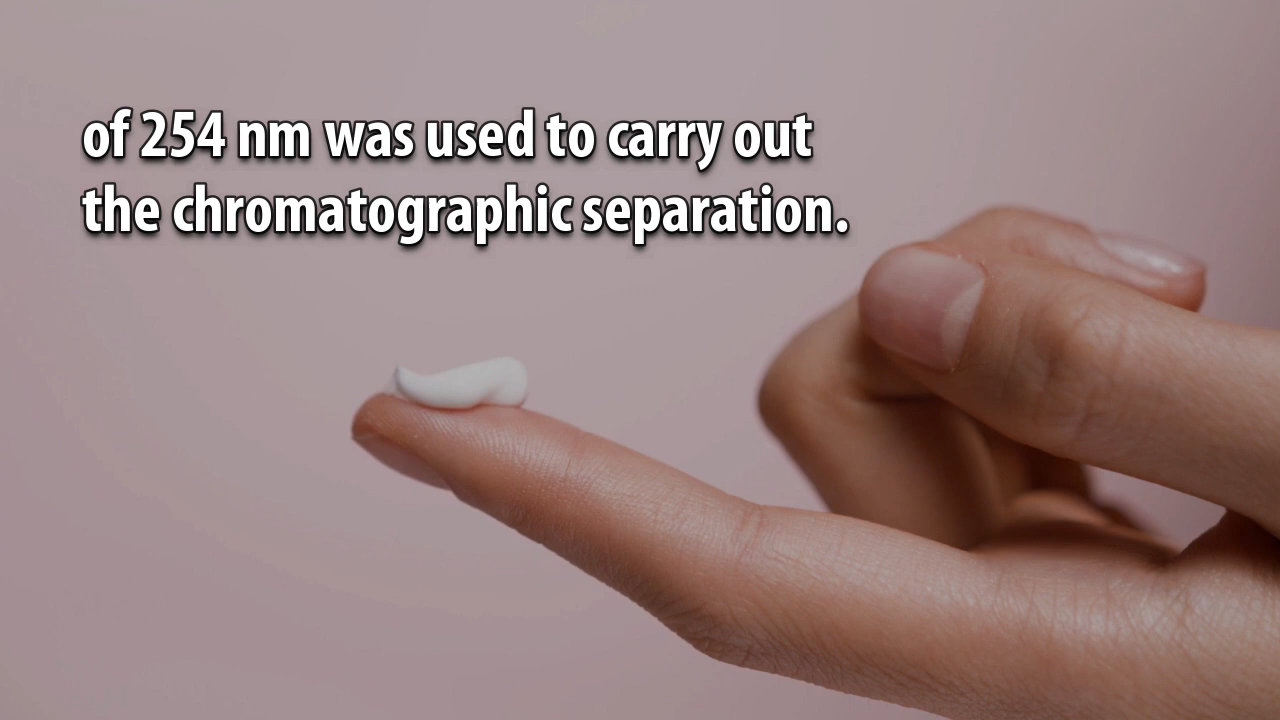 of 254 nm was used to carry out
the chromatographic separation.